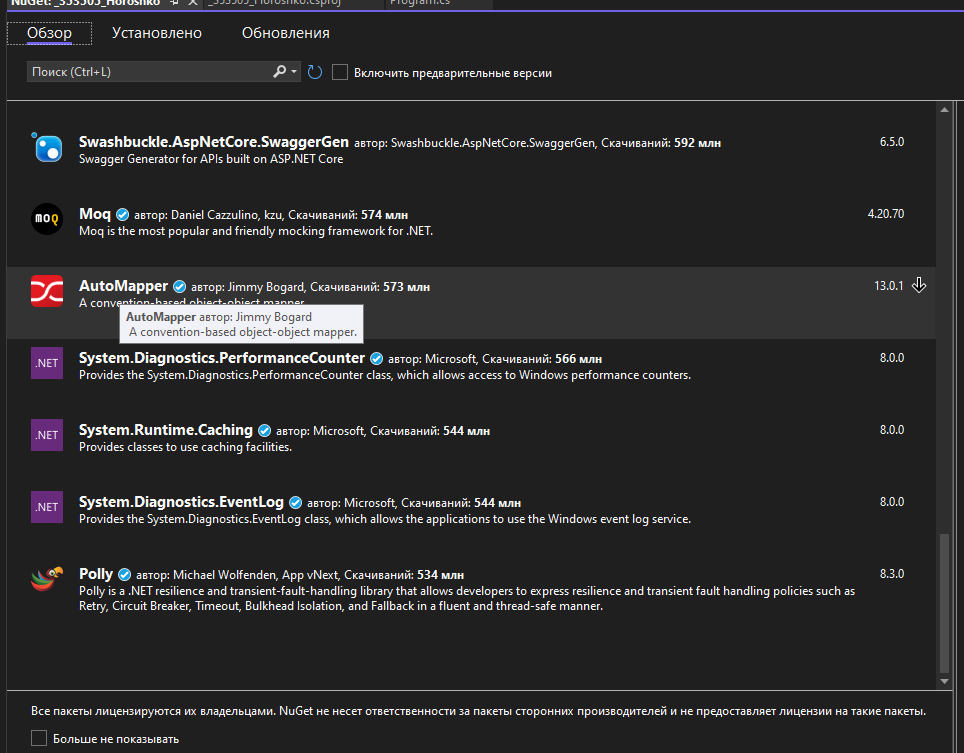 NuGet: _353505_Horoshko _353505_Horoshko.csproj Program.cs
Обзор Установлено Обновления
Поиск (Ctrl+L) Включить предварительные версии
Swashbuckle.AspNetCore.SwaggerGen автор: Swashbuckle.AspNetCore.SwaggerGen, Скачиваний: 592 млн 6.5.0
Swagger Generator for APIs built on ASP.NET Core
moq Moq автор: Daniel Cazzulino, kzu, Скачиваний: 574 млн 4.20.70
Moq is the most popular and friendly mocking framework for .NET.
AutoMapper автор: Jimmy Bogard, Скачиваний: 573 млн 13.0.1
A convention-based object-object mapper.
AutoMapper автор: Jimmy Bogard
A convention-based object-object mapper.
.NET System.Diagnostics.PerformanceCounter автор: Microsoft, Скачиваний: 566 млн 8.0.0
Provides the System.Diagnostics.PerformanceCounter class, which allows access to Windows performance counters.
.NET System.Runtime.Caching автор: Microsoft, Скачиваний: 544 млн 8.0.0
Provides classes to use caching facilities.
.NET System.Diagnostics.EventLog автор: Microsoft, Скачиваний: 544 млн 8.0.0
Provides the System.Diagnostics.EventLog class, which allows the applications to use the Windows event log service.
Polly автор: Michael Wolfenden, App vNext, Скачиваний: 534 млн 8.3.0
Polly is a .NET resilience and transient-fault-handling library that allows developers to express resilience and transient fault handling policies such as
Retry, Circuit Breaker, Timeout, Bulkhead Isolation, and Fallback in a fluent and thread-safe manner.
Все пакеты лицензируются их владельцами. NuGet не несет ответственности за пакеты сторонних производителей и не предоставляет лицензии на такие пакеты.
Больше не показывать